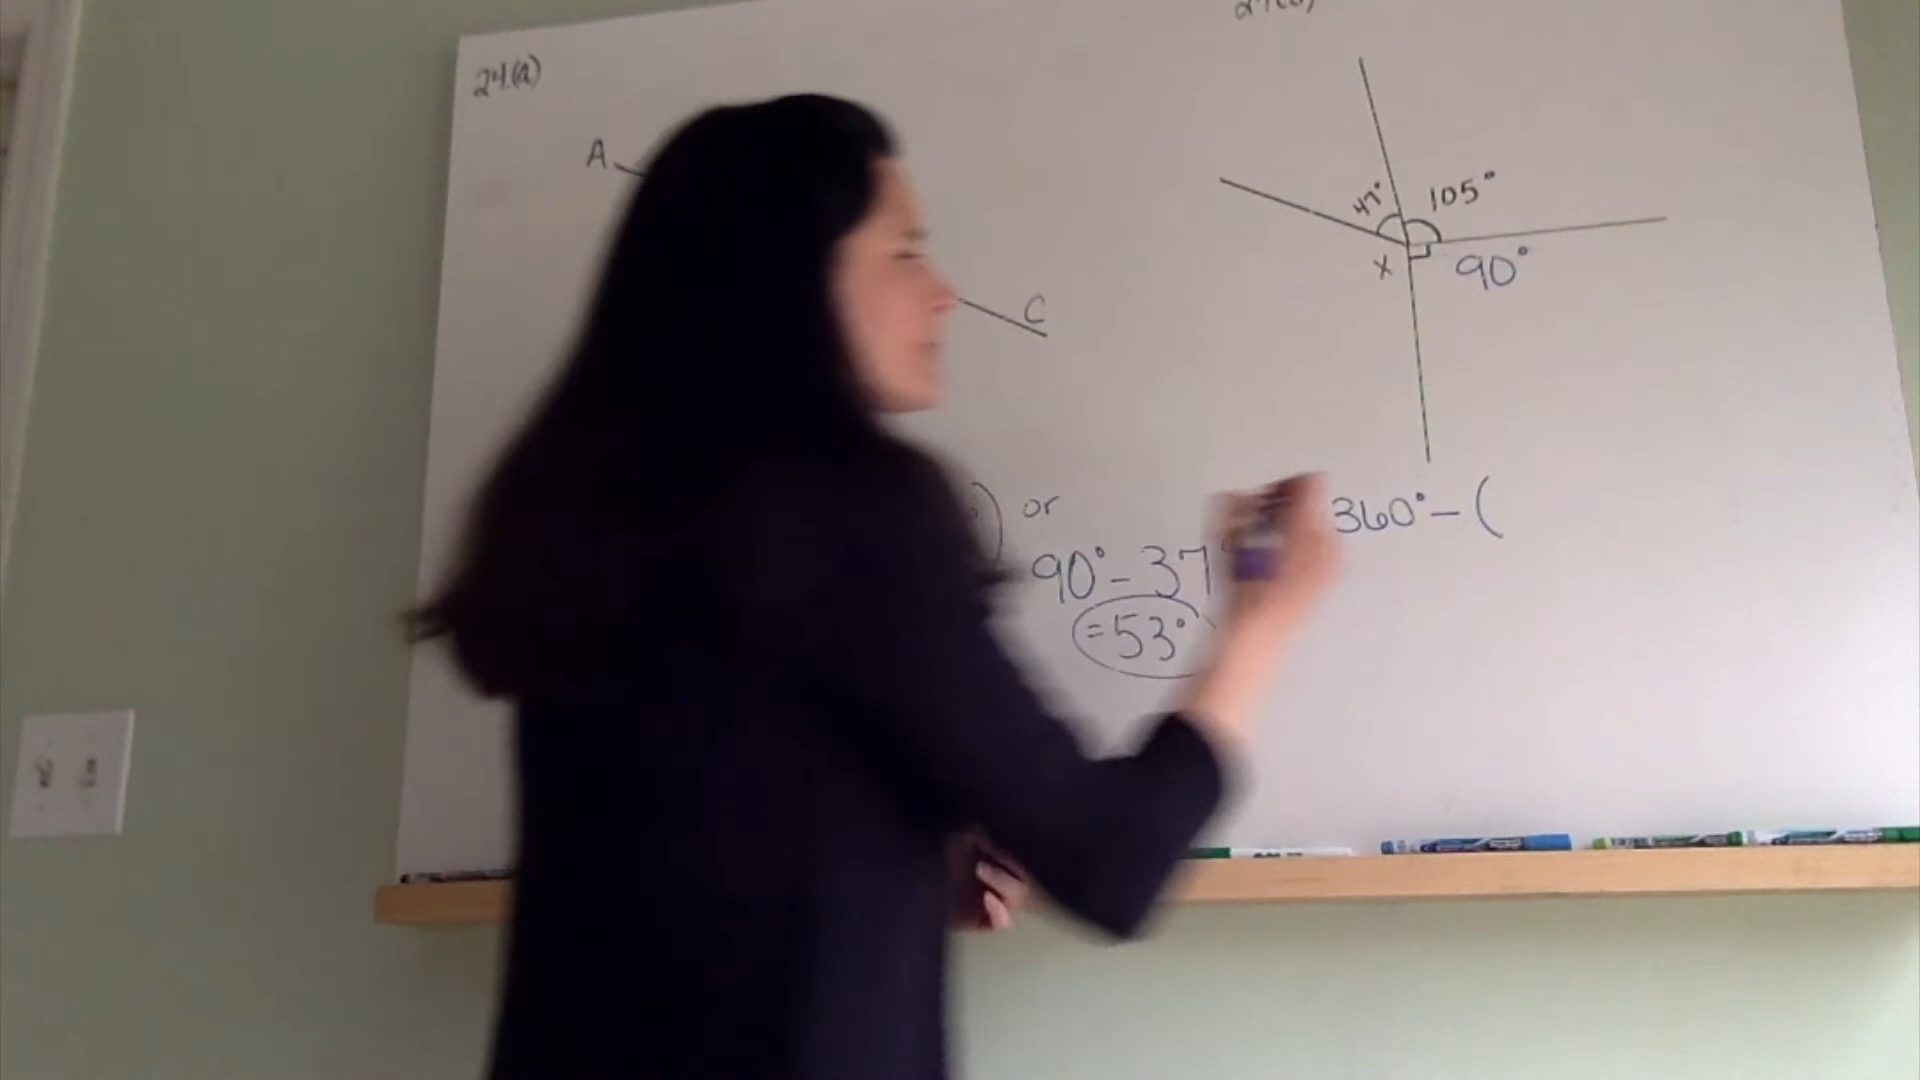 24.(a)
A
C
47° 105°
x 90°
or
90° - 37
= 53°
360° - (